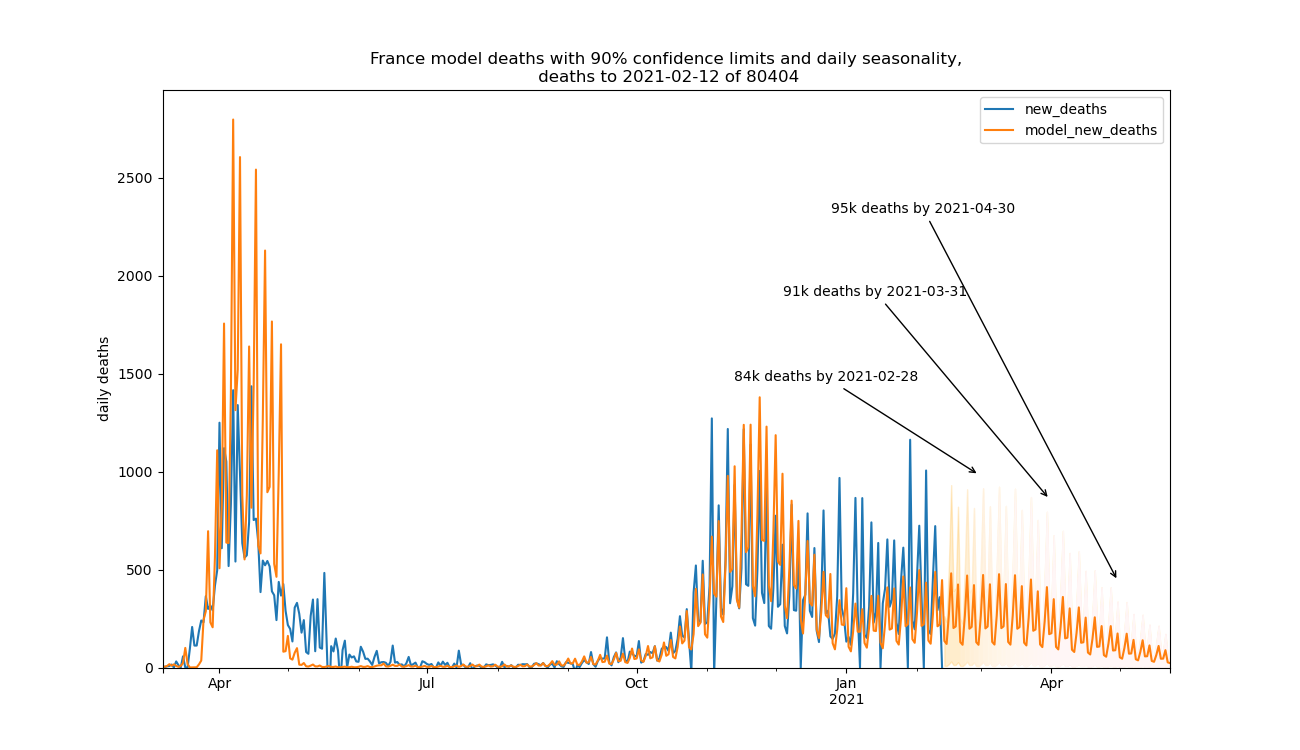 France model deaths with 90% confidence limits and daily seasonality,
deaths to 2021-02-12 of 80404
new_deaths
model_new_deaths
2500
2000
1500
1000
500
0
daily deaths
95k deaths by 2021-04-30
91k deaths by 2021-03-31
84k deaths by 2021-02-28
Apr
Jul
Oct
Jan
2021
Apr